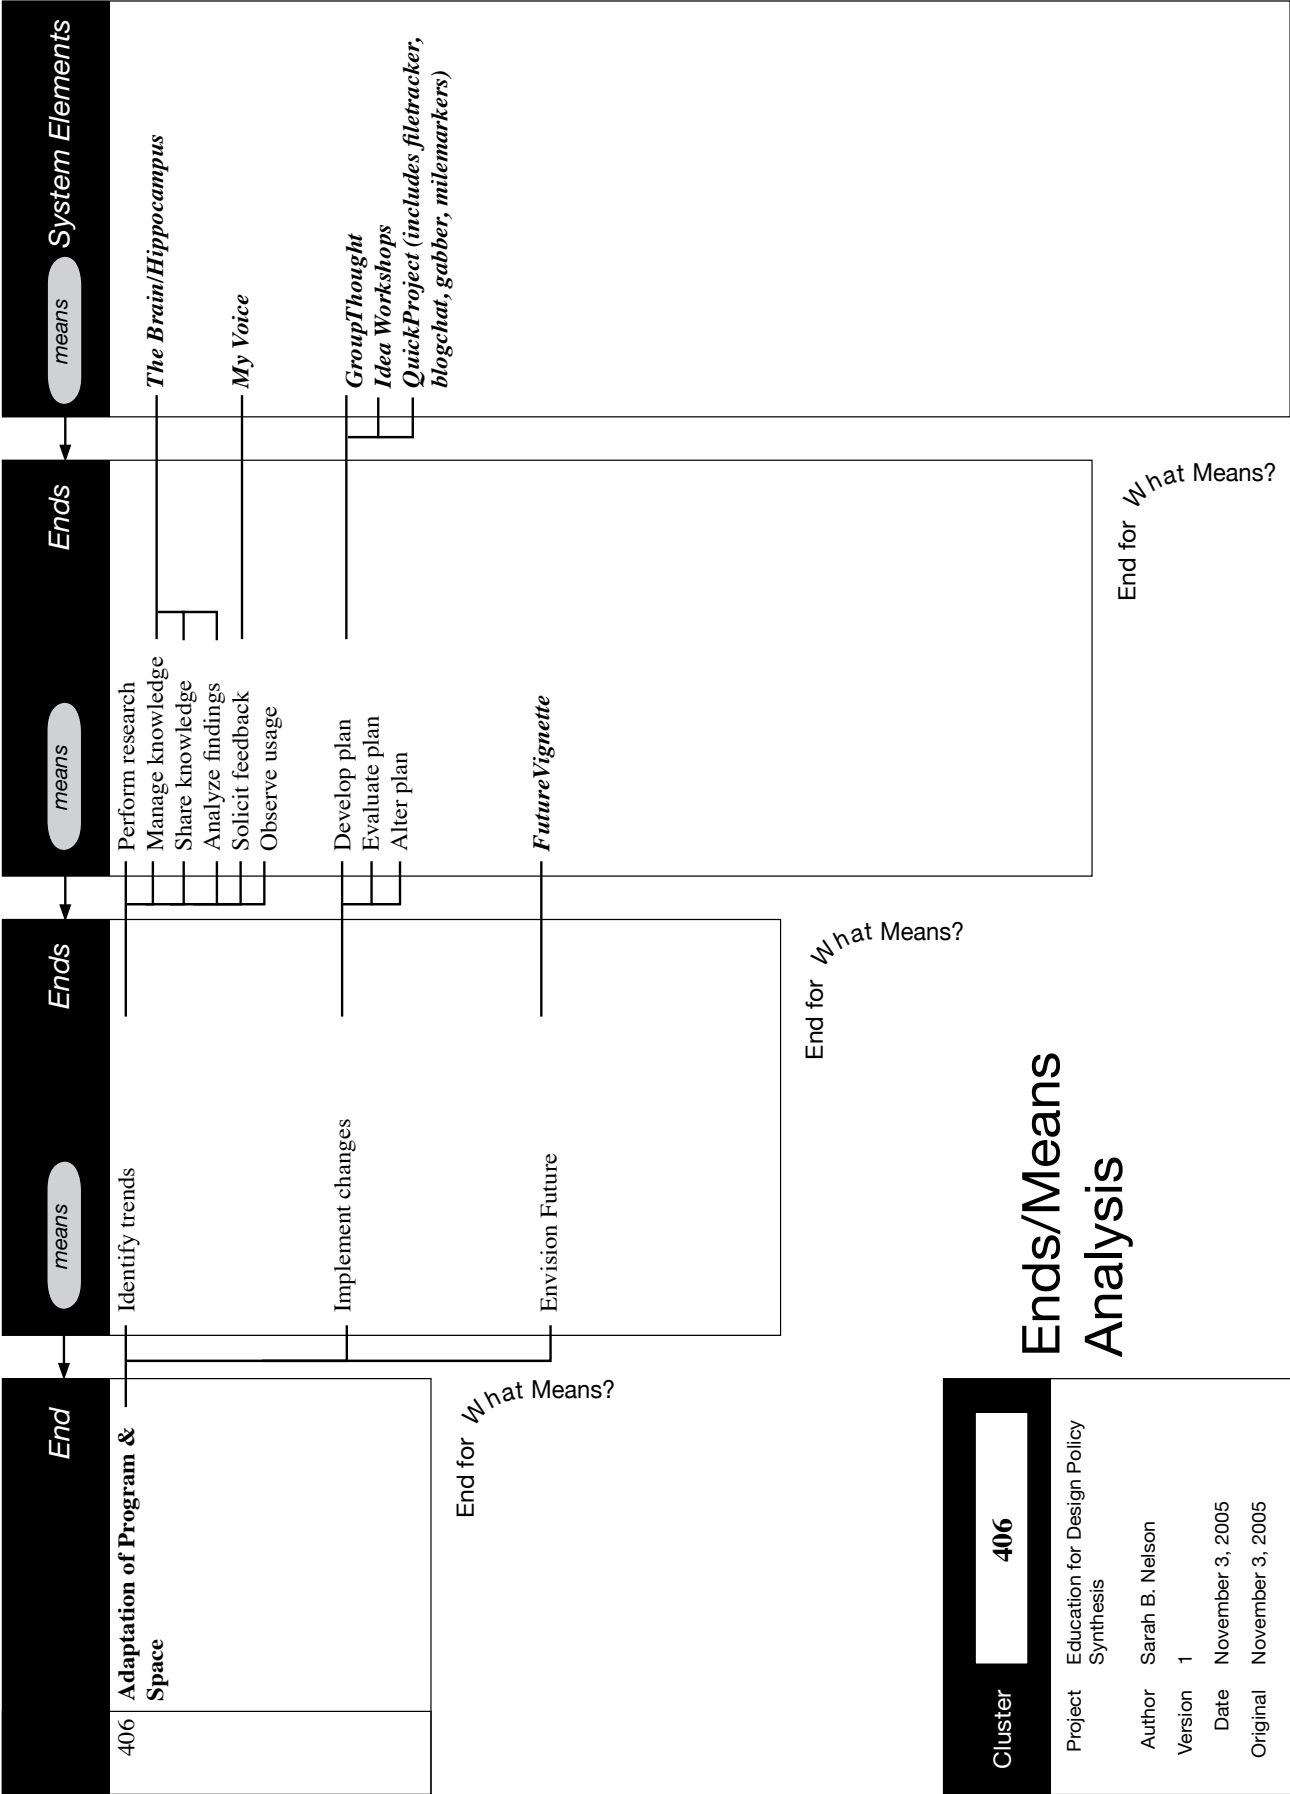 End
means
Ends
means
Ends
means
System Elements
406
Adaptation of Program &
Space
Identify trends
Implement changes
Envision Future
Perform research
Manage knowledge
Share knowledge
Analyze findings
Solicit feedback
Observe usage
Develop plan
Evaluate plan
Alter plan
FutureVignette
The Brain/Hippocampus
My Voice
GroupThought
Idea Workshops
QuickProject (includes filetracker,
blogchat, gabber, milemarkers)
End for What Means?
End for What Means?
End for What Means?
Cluster
406
Project Education for Design Policy
Synthesis
Author Sarah B. Nelson
Version 1
Date November 3, 2005
Original November 3, 2005
Ends/Means
Analysis